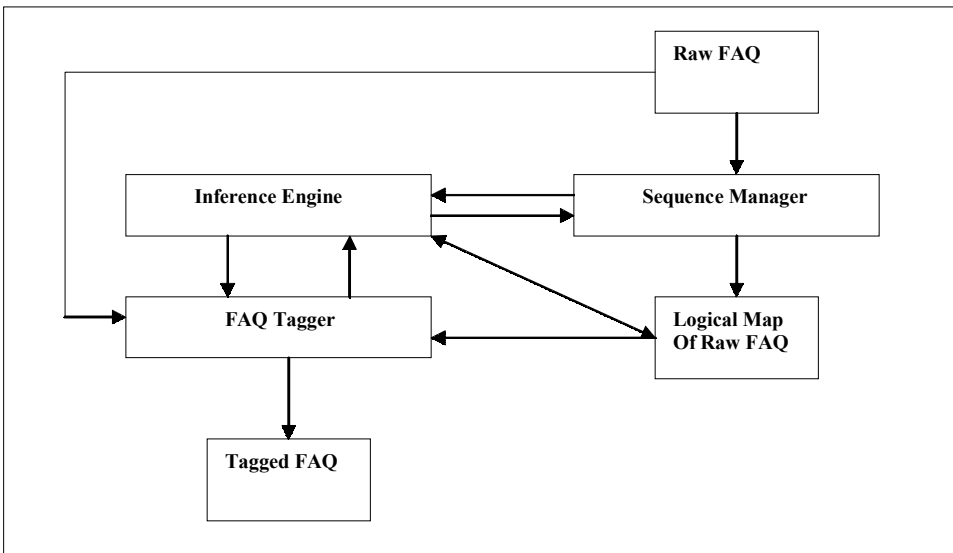 Raw FAQ
Inference Engine
Sequence Manager
FAQ Tagger
Logical Map
Of Raw FAQ
Tagged FAQ